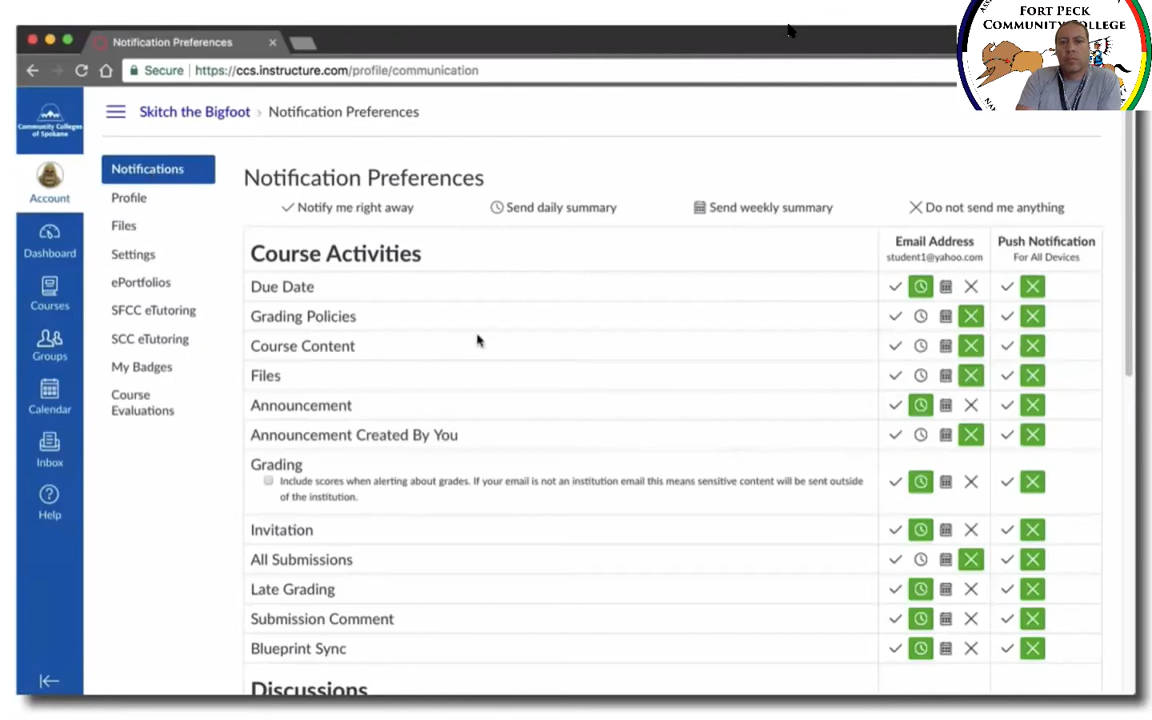 FORT PECK
COMMUNITY COLLEGE
Notification Preferences
Secure
https://ccs.instructure.com/profile/communication
Community Colleges
of Spokane
Skitch the Bigfoot › Notification Preferences
Account
Dashboard
Courses
Groups
Calendar
Inbox
Help
Notifications
Profile
Files
Settings
ePortfolios
SFCC eTutoring
SCC eTutoring
My Badges
Course
Evaluations
Notification Preferences
Notify me right away
Send daily summary
Send weekly summary
Do not send me anything
Course Activities
Email Address
student1@yahoo.com
Push Notification
For All Devices
Due Date
Grading Policies
Course Content
Files
Announcement
Announcement Created By You
Grading
Include scores when alerting about grades. If your email is not an institution email this means sensitive content will be sent outside
of the institution.
Invitation
All Submissions
Late Grading
Submission Comment
Blueprint Sync
Discussions